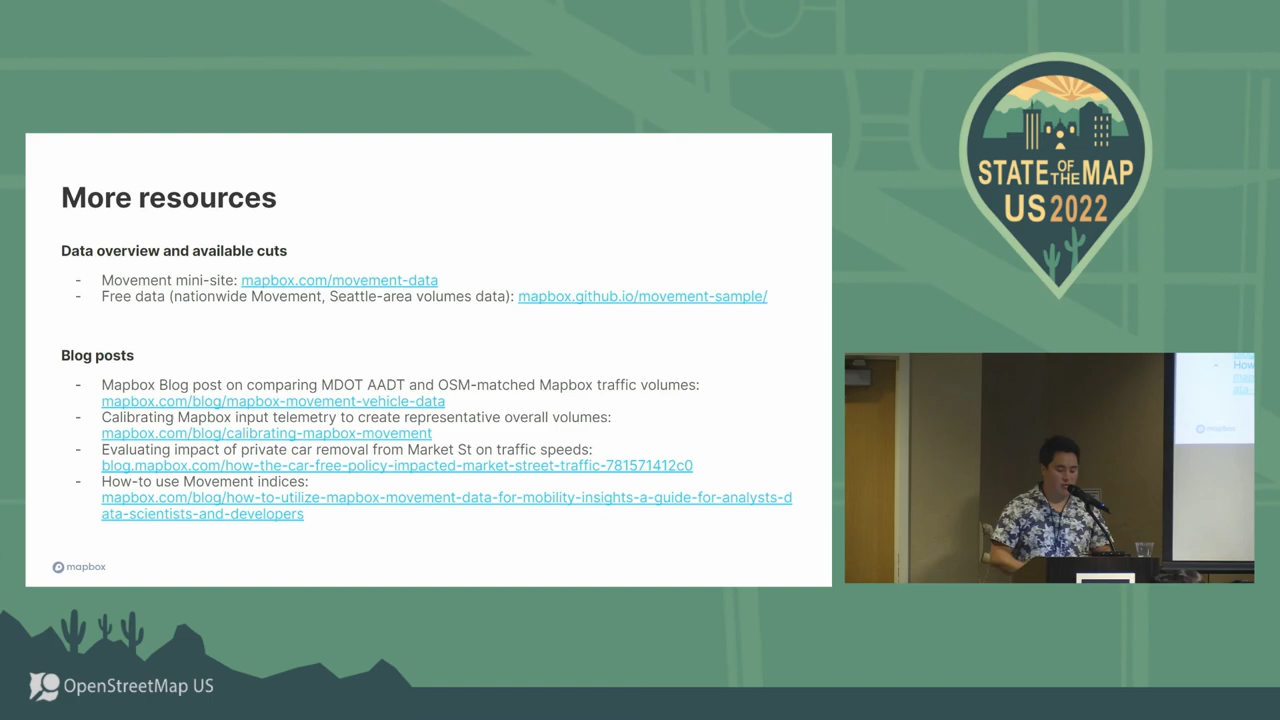 More resources
Data overview and available cuts
- Movement mini-site: mapbox.com/movement-data
- Free data (nationwide Movement, Seattle-area volumes data): mapbox.github.io/movement-sample/
Blog posts
- Mapbox Blog post on comparing MDOT AADT and OSM-matched Mapbox traffic volumes:
mapbox.com/blog/mapbox-movement-vehicle-data
- Calibrating Mapbox input telemetry to create representative overall volumes:
mapbox.com/blog/calibrating-mapbox-movement
- Evaluating impact of private car removal from Market St on traffic speeds:
blog.mapbox.com/how-the-car-free-policy-impacted-market-street-traffic-781571412c0
- How-to use Movement indices:
mapbox.com/blog/how-to-utilize-mapbox-movement-data-for-mobility-insights-a-guide-for-analysts-d
ata-scientists-and-developers
mapbox
STATE OF THE MAP
US 2022
- How
map
ata-
mapbox
OpenStreetMap US